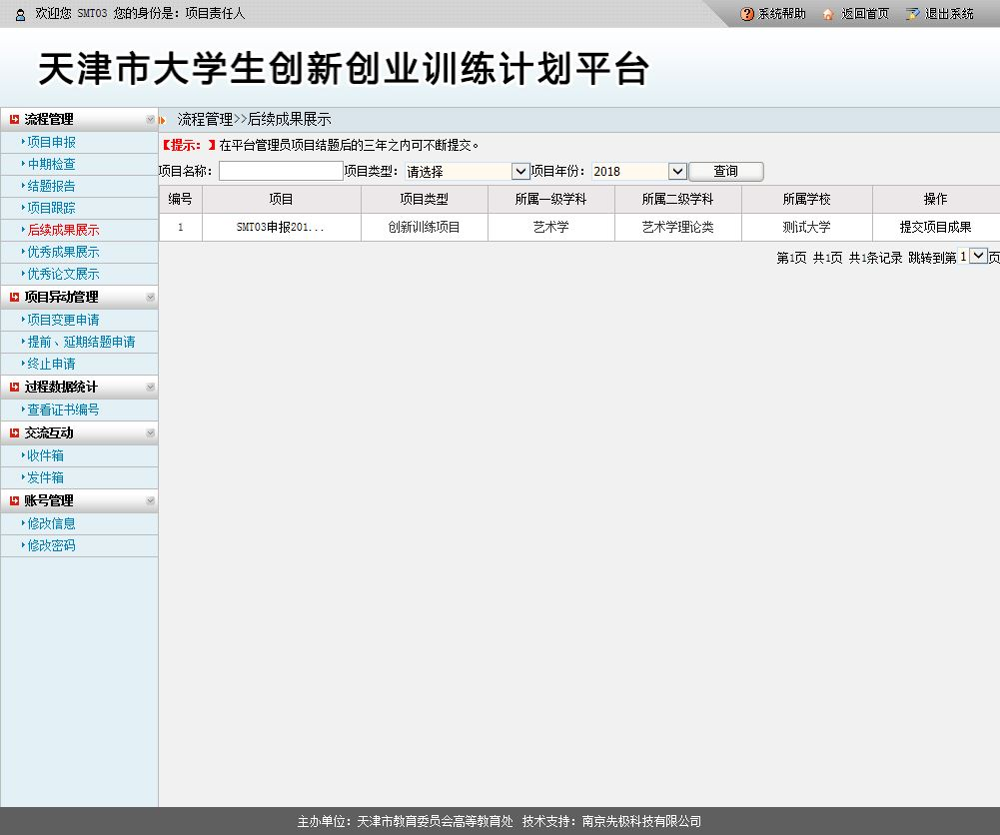 欢迎您 SMT03 您的身份是：项目责任人
系统帮助 返回首页 退出系统
天津市大学生创新创业训练计划平台
流程管理
项目申报
中期检查
结题报告
项目跟踪
后续成果展示
优秀成果展示
优秀论文展示
项目异动管理
项目变更申请
提前、延期结题申请
终止申请
过程数据统计
查看证书编号
交流互动
收件箱
发件箱
账号管理
修改信息
修改密码
流程管理>>后续成果展示
【提示：】在平台管理员项目结题后的三年之内可不断提交。
项目名称： 项目类型： 请选择 项目年份： 2018 查询
编号 项目 项目类型 所属一级学科 所属二级学科 所属学校 操作
1 SMT03申报201... 创新训练项目 艺术学 艺术学理论类 测试大学 提交项目成果
第1页 共1页 共1条记录 跳转到第 1 页
主办单位：天津市教育委员会高等教育处 技术支持：南京先极科技有限公司